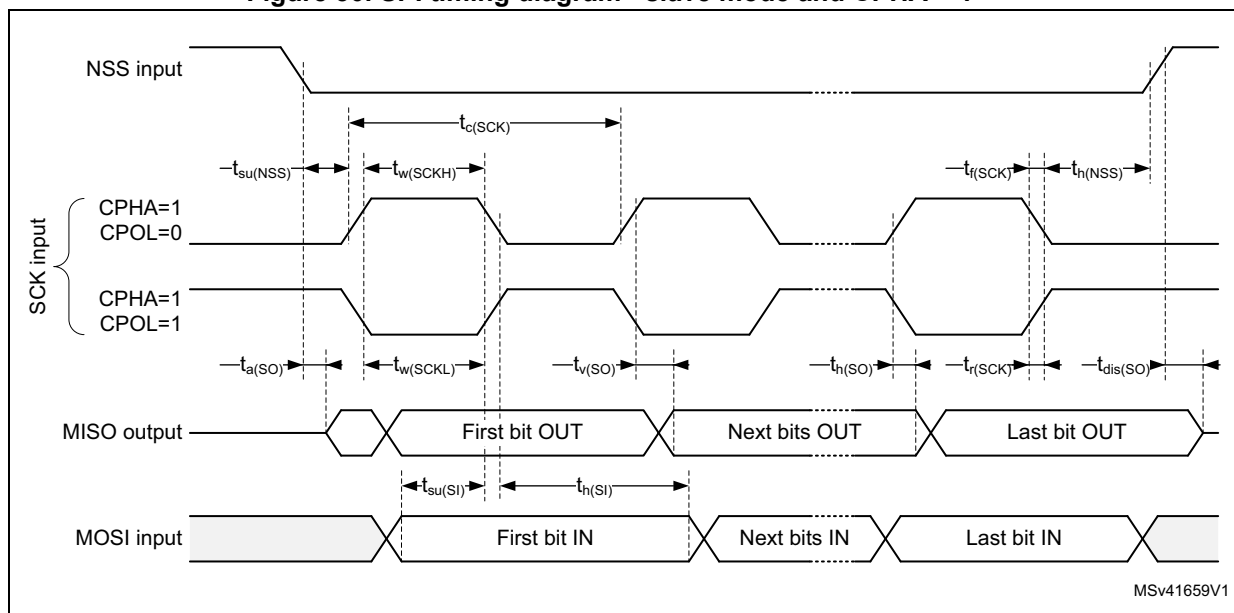 NSS input
tc(SCK)
tsu(NSS) tw(SCKH) tf(SCK) th(NSS)
SCK input
CPHA=1
CPOL=0
CPHA=1
CPOL=1
ta(SO) tw(SCKL) tv(SO) th(SO) tr(SCK) tdis(SO)
MISO output First bit OUT Next bits OUT Last bit OUT
tsu(SI) th(SI)
MOSI input First bit IN Next bits IN Last bit IN
MSv41659V1